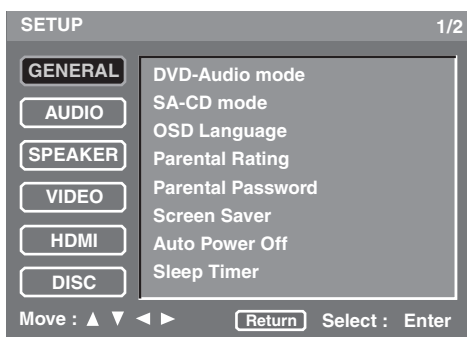 SETUP 1/2
GENERAL
AUDIO
SPEAKER
VIDEO
HDMI
DISC
DVD-Audio mode
SA-CD mode
OSD Language
Parental Rating
Parental Password
Screen Saver
Auto Power Off
Sleep Timer
Move : ▲ ▼ ◄ ► Return Select : Enter